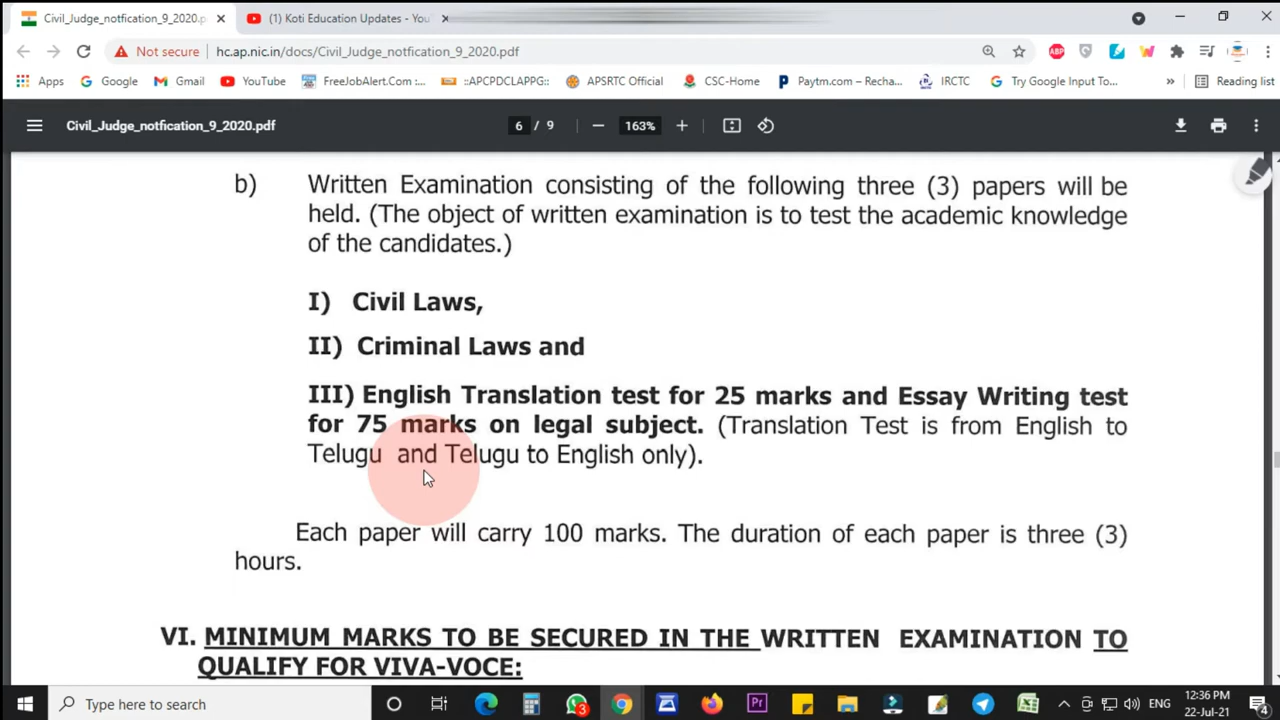 Civil_Judge_notfication_9_2020.p
(1) Koti Education Updates - You
Not secure
hc.ap.nic.in/docs/Civil_Judge_notfication_9_2020.pdf
ABP
Apps
Google
Gmail
YouTube
FreeJobAlert.Com :...
::APCPDCLAPPG::
APSRTC Official
CSC-Home
Paytm.com – Recha...
IRCTC
Try Google Input To...
»
Reading list
Civil_Judge_notfication_9_2020.pdf
6 / 9
163%
b) Written Examination consisting of the following three (3) papers will be
held. (The object of written examination is to test the academic knowledge
of the candidates.)
I) Civil Laws,
II) Criminal Laws and
III) English Translation test for 25 marks and Essay Writing test
for 75 marks on legal subject. (Translation Test is from English to
Telugu and Telugu to English only).
Each paper will carry 100 marks. The duration of each paper is three (3)
hours.
VI. MINIMUM MARKS TO BE SECURED IN THE WRITTEN EXAMINATION TO
QUALIFY FOR VIVA-VOCE:
Type here to search
3
Pr
ENG
12:36 PM
22-Jul-21
4